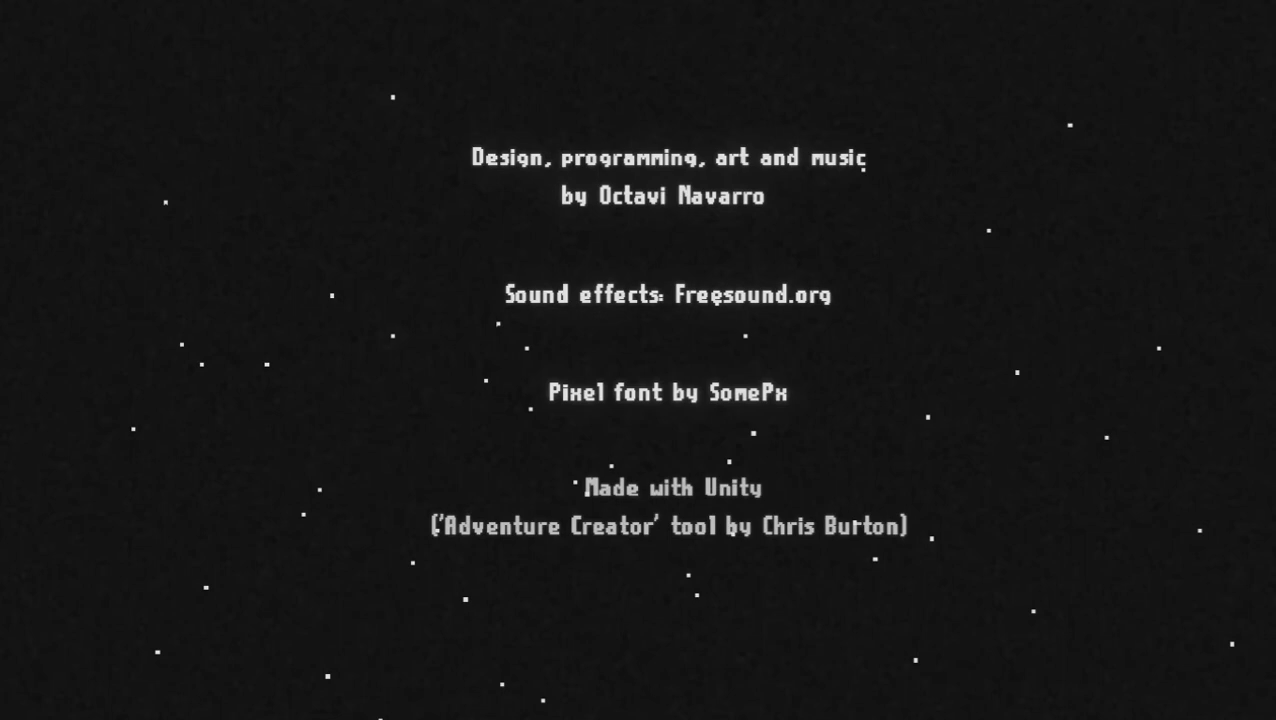 Design, programming, art and music
by Octavi Navarro
Sound effects: Freesound.org
Pixel font by SomePx
Made with Unity
('Adventure Creator' tool by Chris Burton)